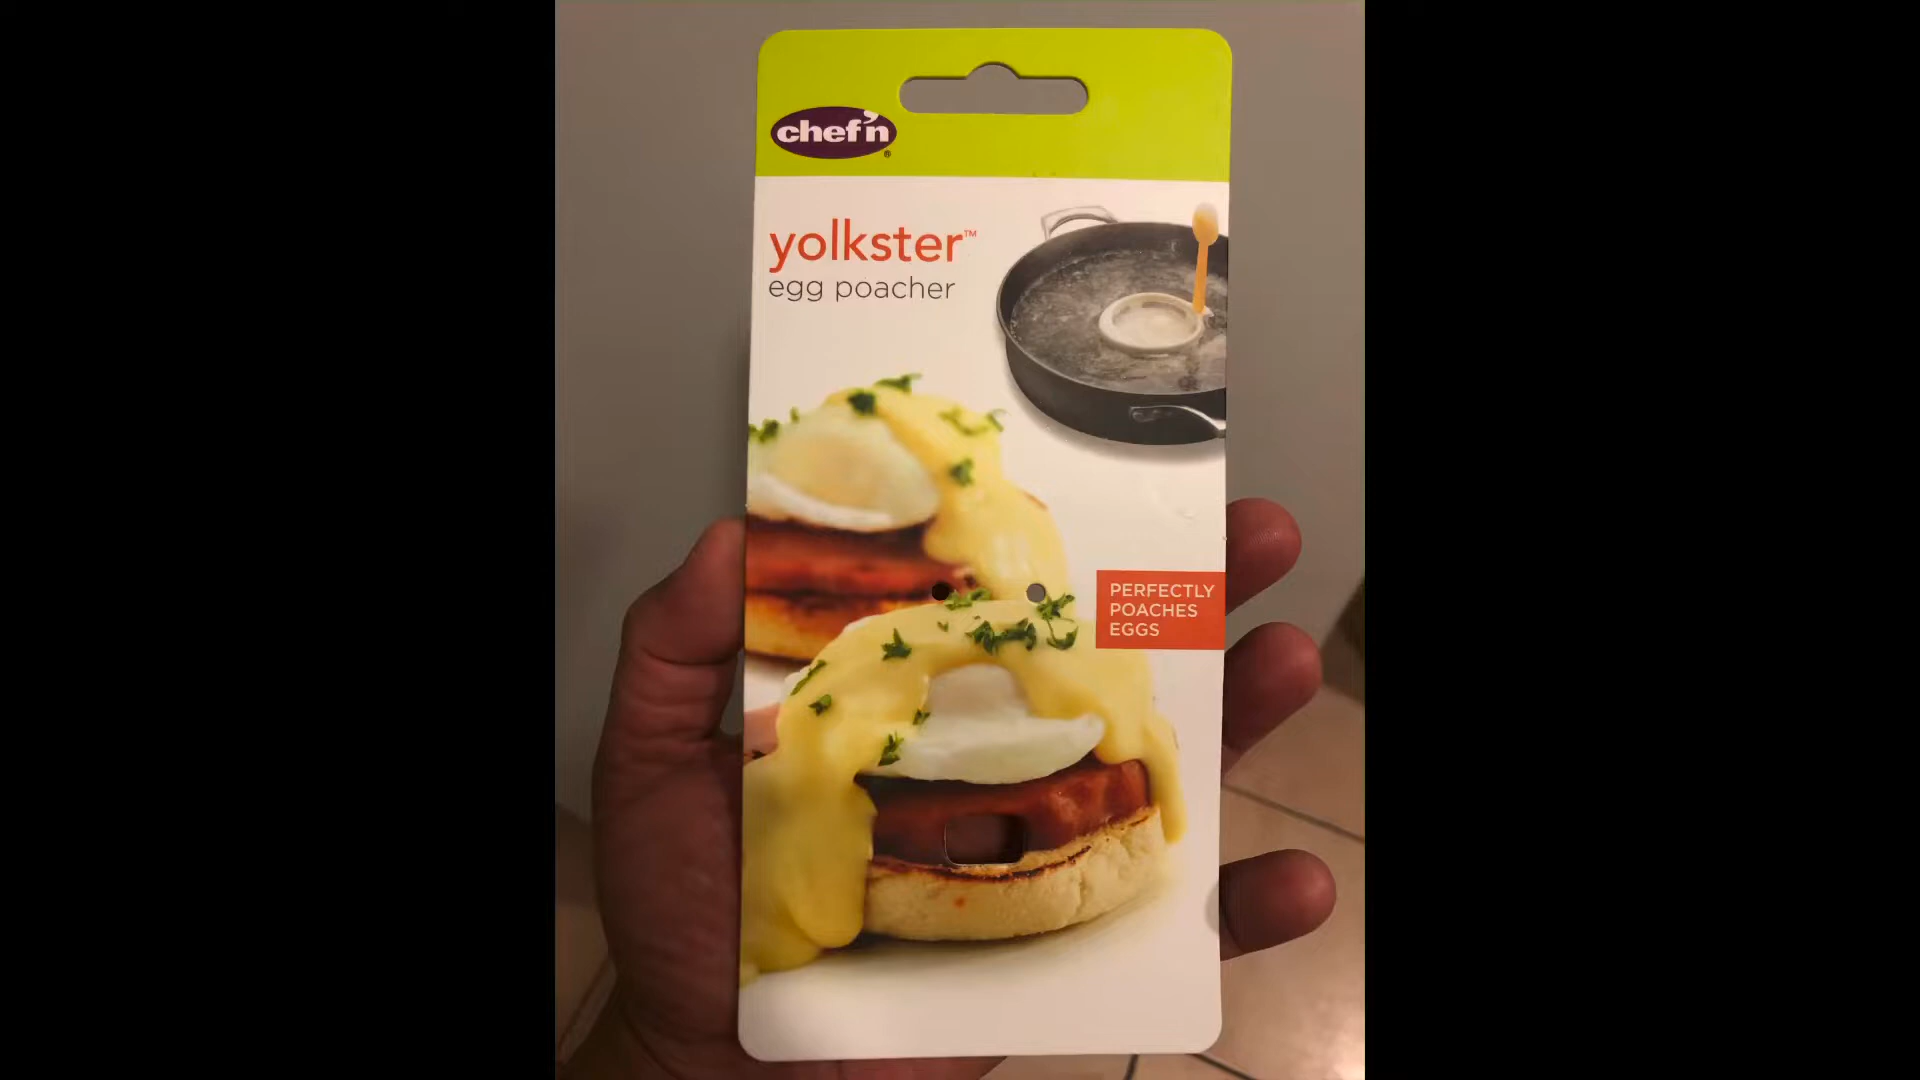 chef'n®
yolkster™
egg poacher
PERFECTLY
POACHES
EGGS